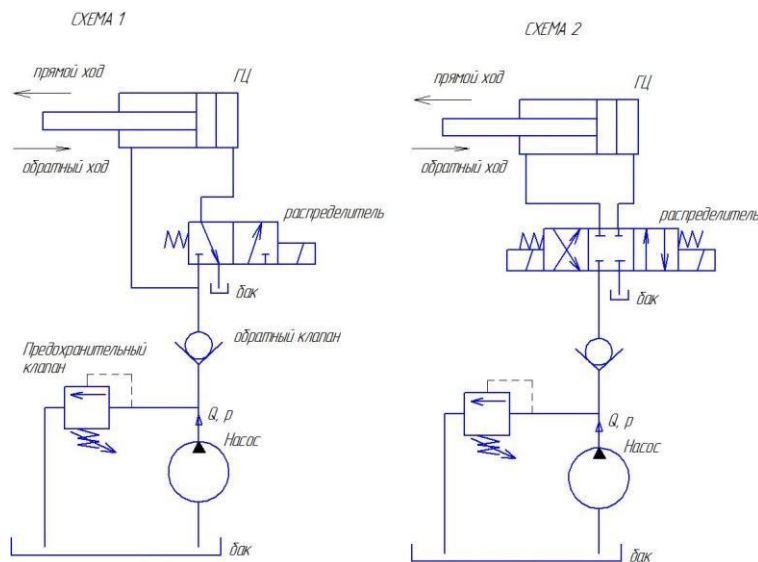 СХЕМА 1
прямой ход
ГЦ
обратный ход
распределитель
бак
обратный клапан
Предохранительный
клапан
Q, p
Насос
бак
СХЕМА 2
прямой ход
ГЦ
обратный ход
распределитель
бак
Q, p
Насос
бак